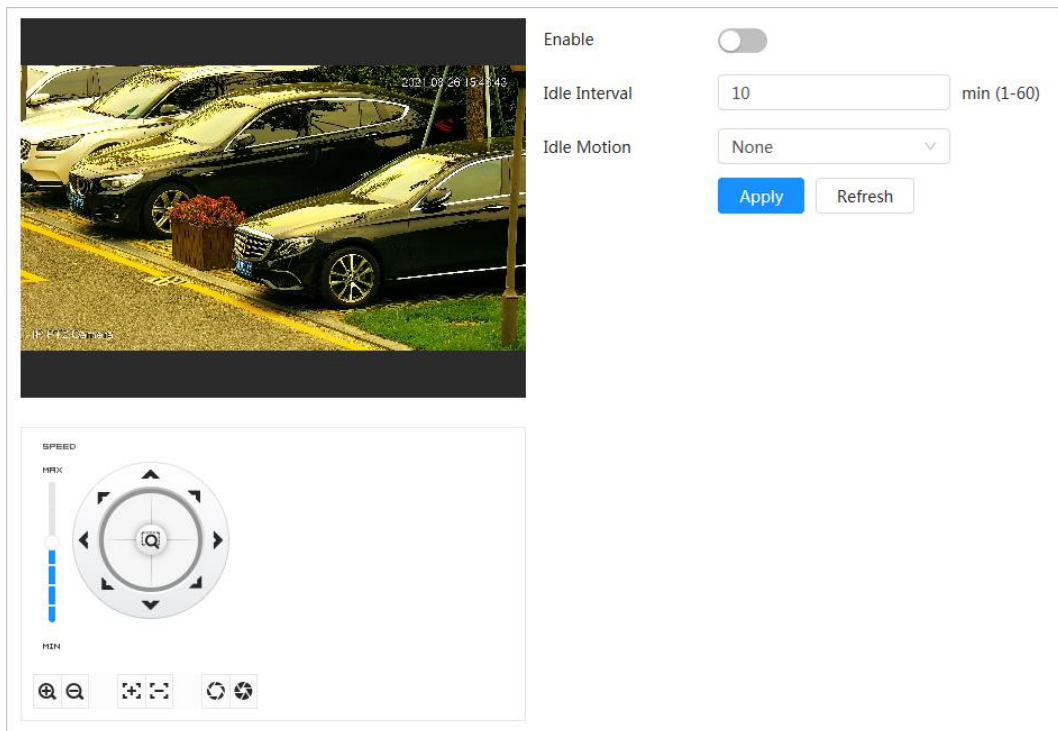 2021-08-26 15:48:43
IP PTZ Camera
Enable
Idle Interval 10 min (1-60)
Idle Motion None
Apply Refresh
SPEED
MAX
MIN